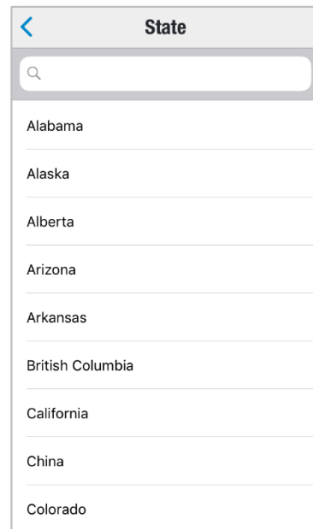 State
Alabama
Alaska
Alberta
Arizona
Arkansas
British Columbia
California
China
Colorado